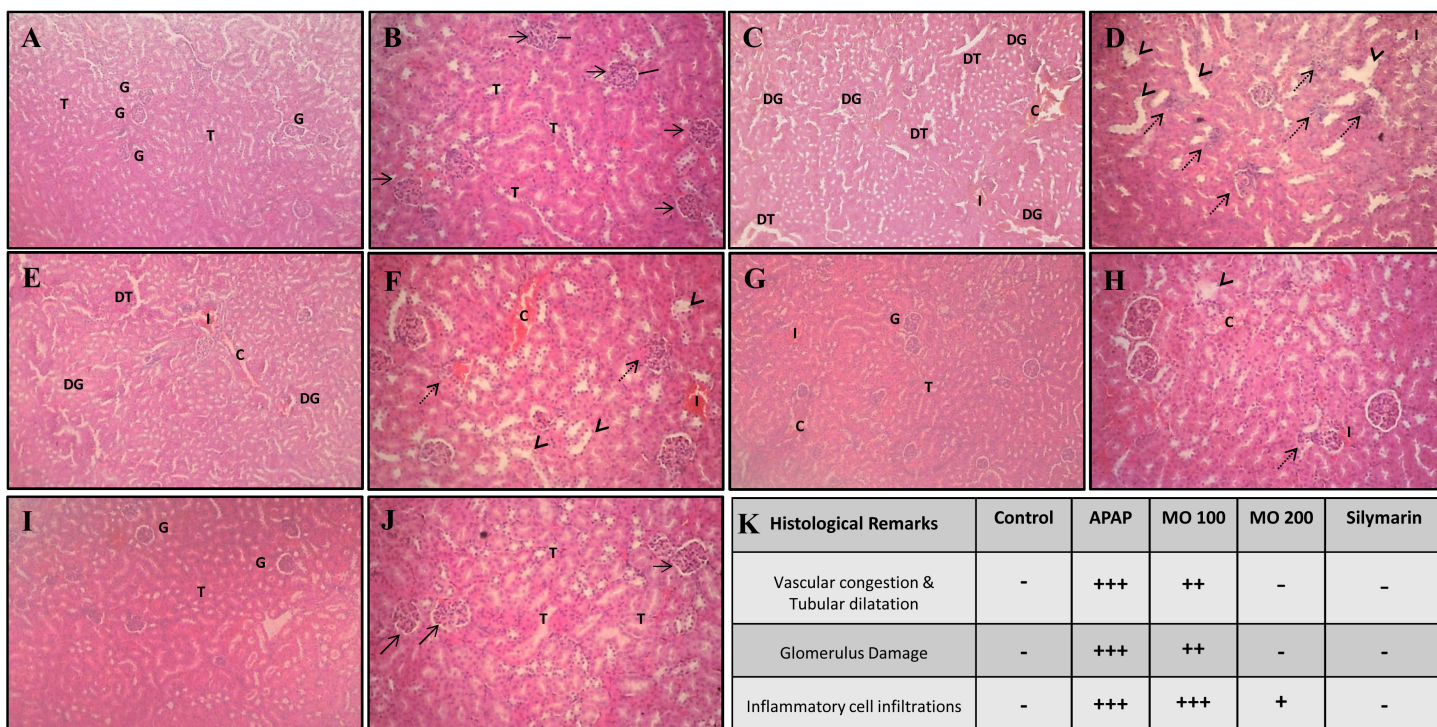 A
G
T
G
G
T
G
B
T
T
T
C
DG
DT
DG
DG
C
DT
I
DG
DT
D
I
E
DT
I
C
DG
DG
F
C
I
G
G
I
T
C
H
C
I
I
G
G
T
J
T
T
T
K Histological Remarks Control APAP MO 100 MO 200 Silymarin
Vascular congestion & - +++ ++ – –
Tubular dilatation
Glomerulus Damage - +++ ++ - -
Inflammatory cell infiltrations - +++ +++ + -